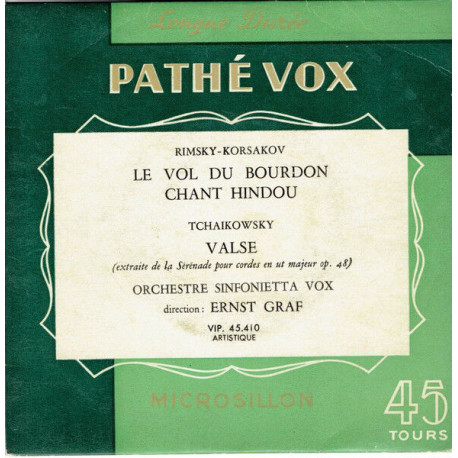 Longue Durée
PATHÉ VOX
RIMSKY-KORSAKOV
LE VOL DU BOURDON
CHANT HINDOU
TCHAIKOWSKY
VALSE
(extraite de la Sérénade pour cordes en ut majeur op. 48)
ORCHESTRE SINFONIETTA VOX
direction: ERNST GRAF
VIP. 45.410
ARTISTIQUE
MICROSILLON
45
TOURS